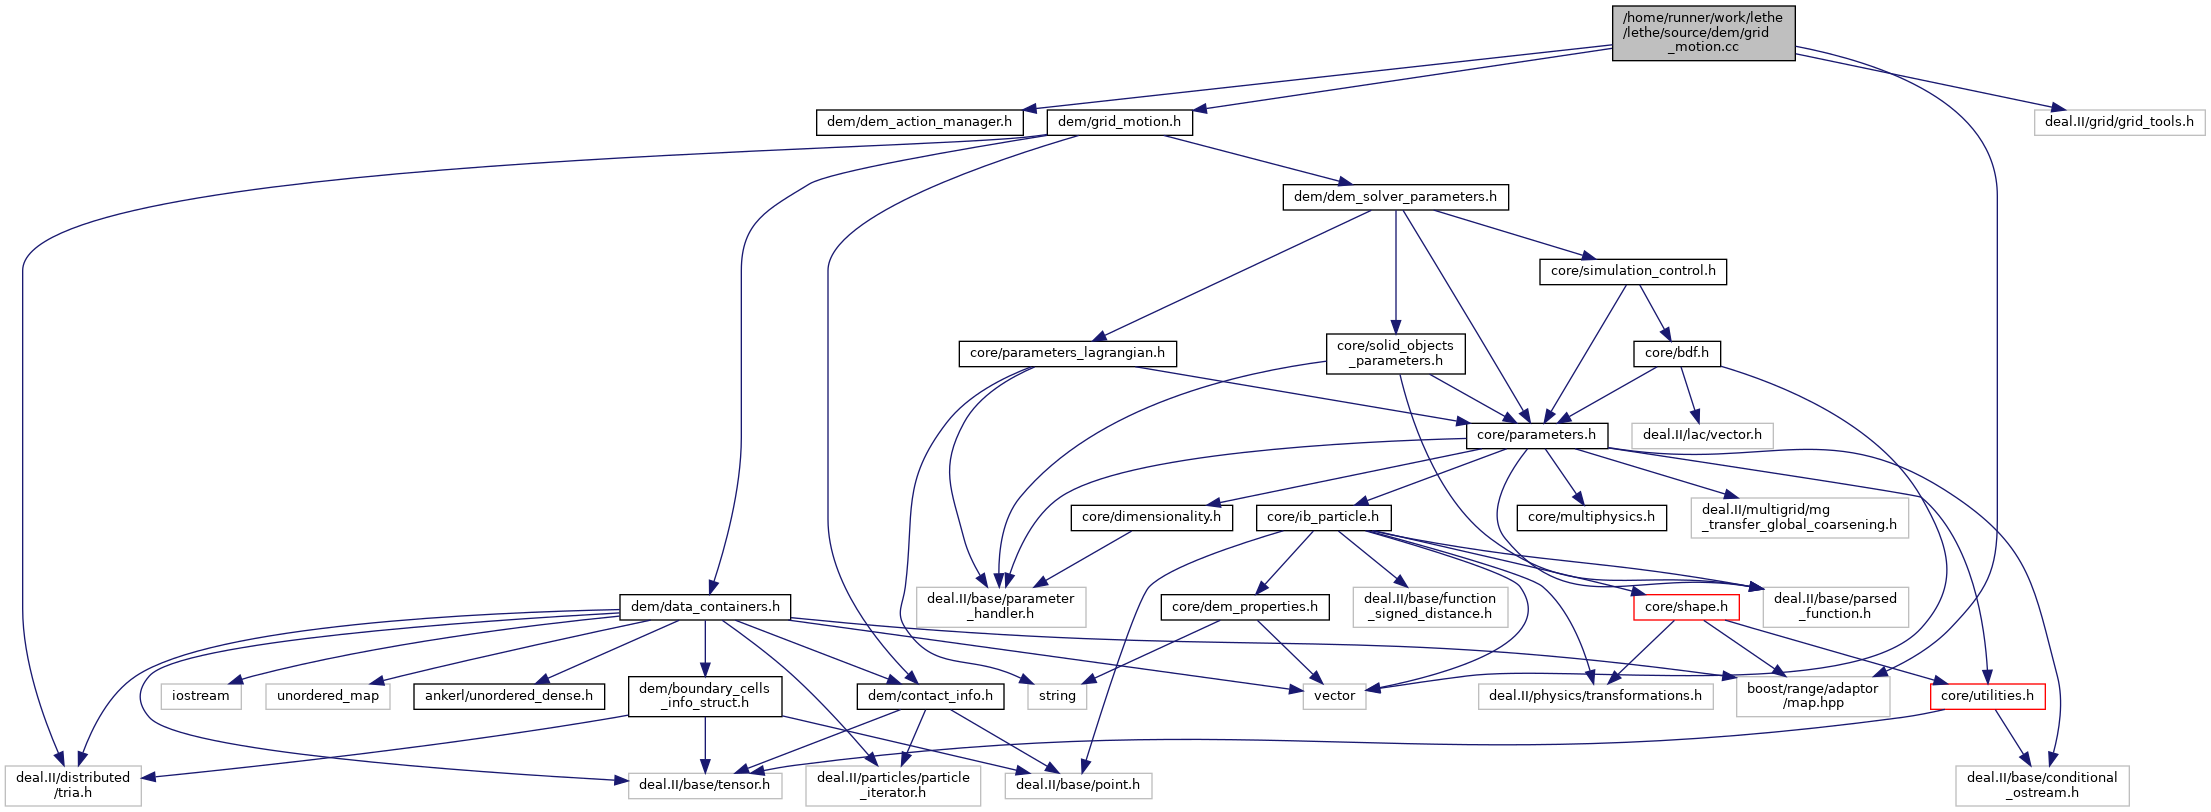 /home/runner/work/lethe
/lethe/source/dem/grid
_motion.cc
dem/dem_action_manager.h
dem/grid_motion.h
deal.II/grid/grid_tools.h
dem/dem_solver_parameters.h
core/simulation_control.h
core/parameters_lagrangian.h
core/solid_objects
_parameters.h
core/bdf.h
core/parameters.h
deal.II/lac/vector.h
core/dimensionality.h
core/ib_particle.h
core/multiphysics.h
deal.II/multigrid/mg
_transfer_global_coarsening.h
dem/data_containers.h
deal.II/base/parameter
_handler.h
core/dem_properties.h
deal.II/base/function
_signed_distance.h
core/shape.h
deal.II/base/parsed
_function.h
iostream
unordered_map
ankerl/unordered_dense.h
dem/boundary_cells
_info_struct.h
dem/contact_info.h
string
vector
deal.II/physics/transformations.h
boost/range/adaptor
/map.hpp
core/utilities.h
deal.II/distributed
/tria.h
deal.II/base/tensor.h
deal.II/particles/particle
_iterator.h
deal.II/base/point.h
deal.II/base/conditional
_ostream.h